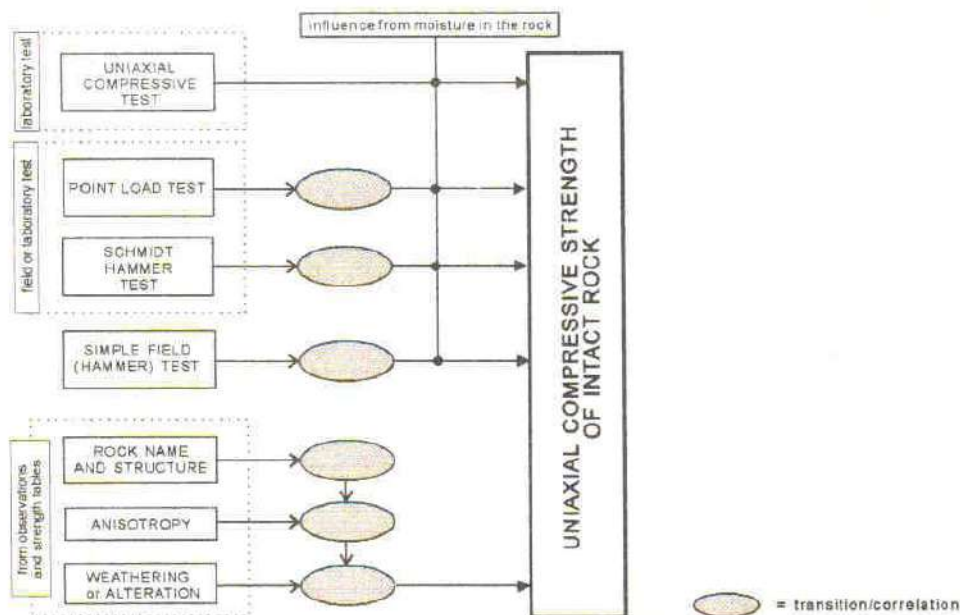 influence from moisture in the rock
laboratory test
UNIAXIAL
COMPRESSIVE
TEST
field or laboratory test
POINT LOAD TEST
SCHMIDT
HAMMER
TEST
SIMPLE FIELD
(HAMMER) TEST
from observations
and strength tables
ROCK NAME
AND STRUCTURE
ANISOTROPY
WEATHERING
or ALTERATION
UNIAXIAL COMPRESSIVE STRENGTH
OF INTACT ROCK
= transition/correlation